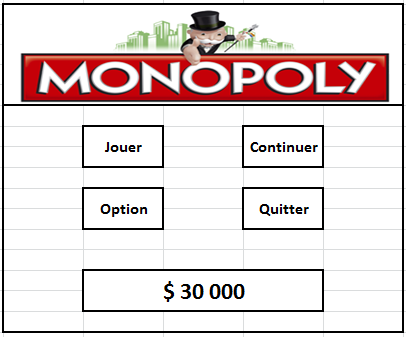 MONOPOLY
Jouer Continuer
Option Quitter
$ 30 000